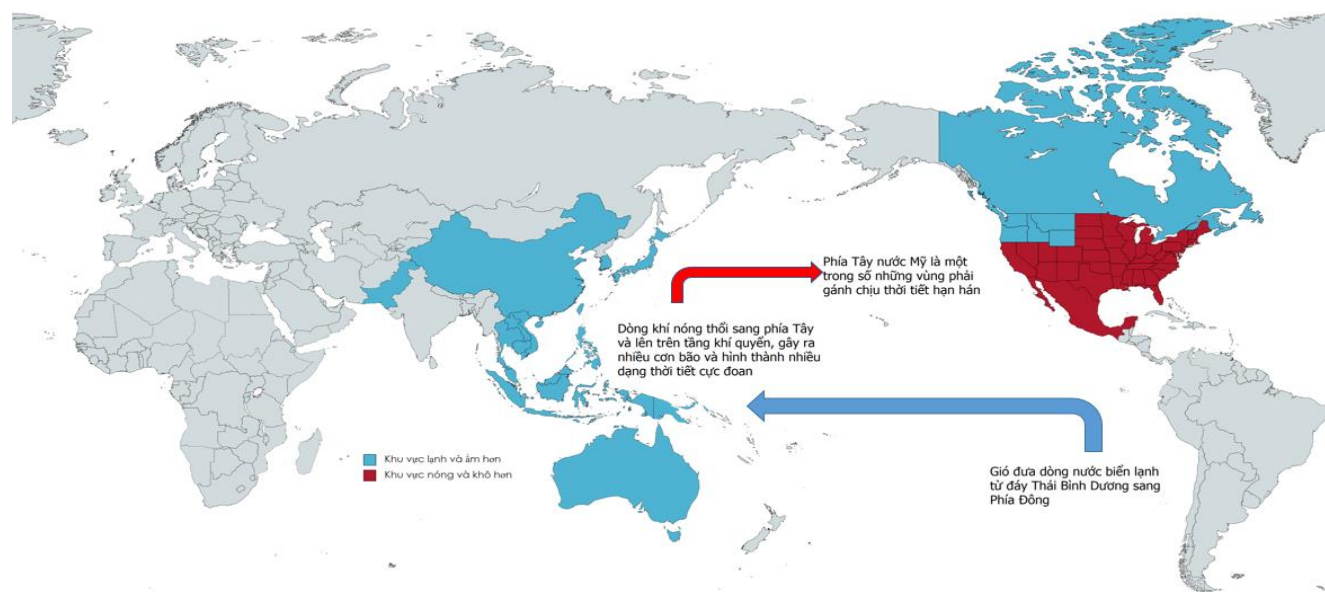 Phía Tây nước Mỹ là một
trong số những vùng phải
gánh chịu thời tiết hạn hán
Dòng khí nóng thổi sang phía Tây
và lên trên tầng khí quyển, gây ra
nhiều cơn bão và hình thành nhiều
dạng thời tiết cực đoan
Khu vực lạnh và ẩm hơn
Khu vực nóng và khô hơn
Gió đưa dòng nước biển lạnh
từ đáy Thái Bình Dương sang
Phía Đông